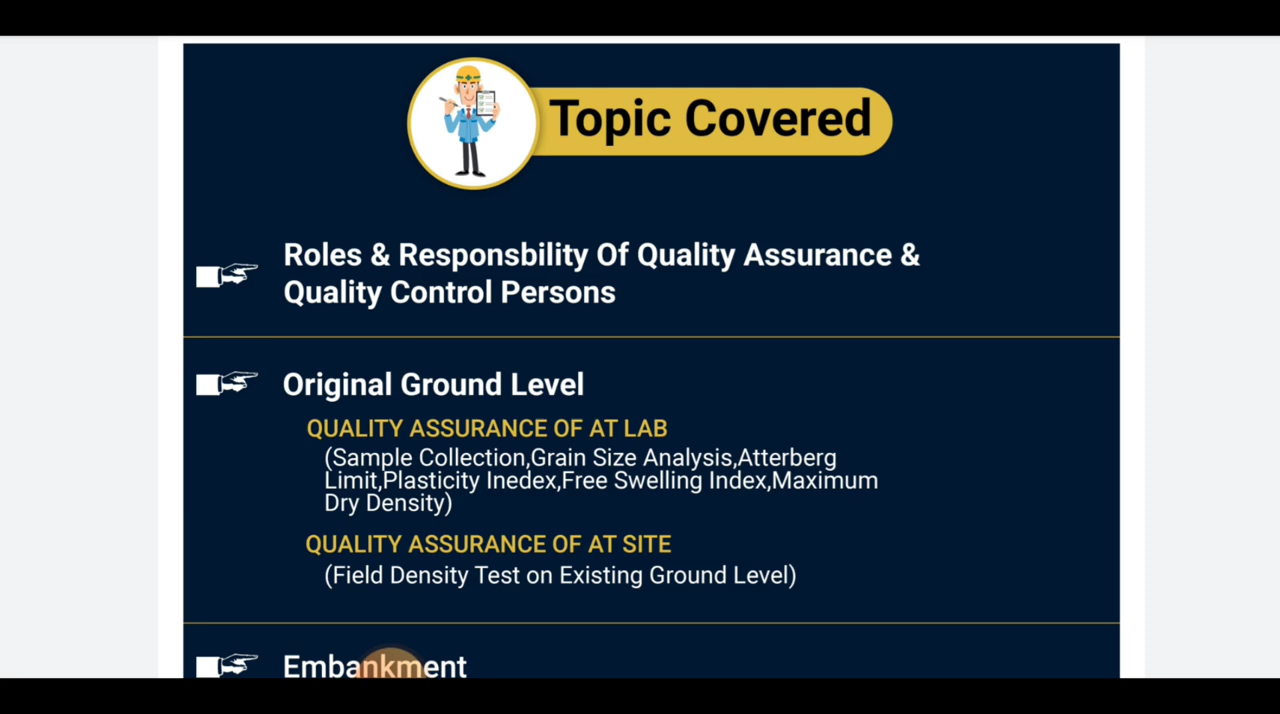 Topic Covered
Roles & Responsbility Of Quality Assurance &
Quality Control Persons
Original Ground Level
QUALITY ASSURANCE OF AT LAB
(Sample Collection,Grain Size Analysis,Atterberg
Limit,Plasticity Inedex,Free Swelling Index,Maximum
Dry Density)
QUALITY ASSURANCE OF AT SITE
(Field Density Test on Existing Ground Level)
Embankment